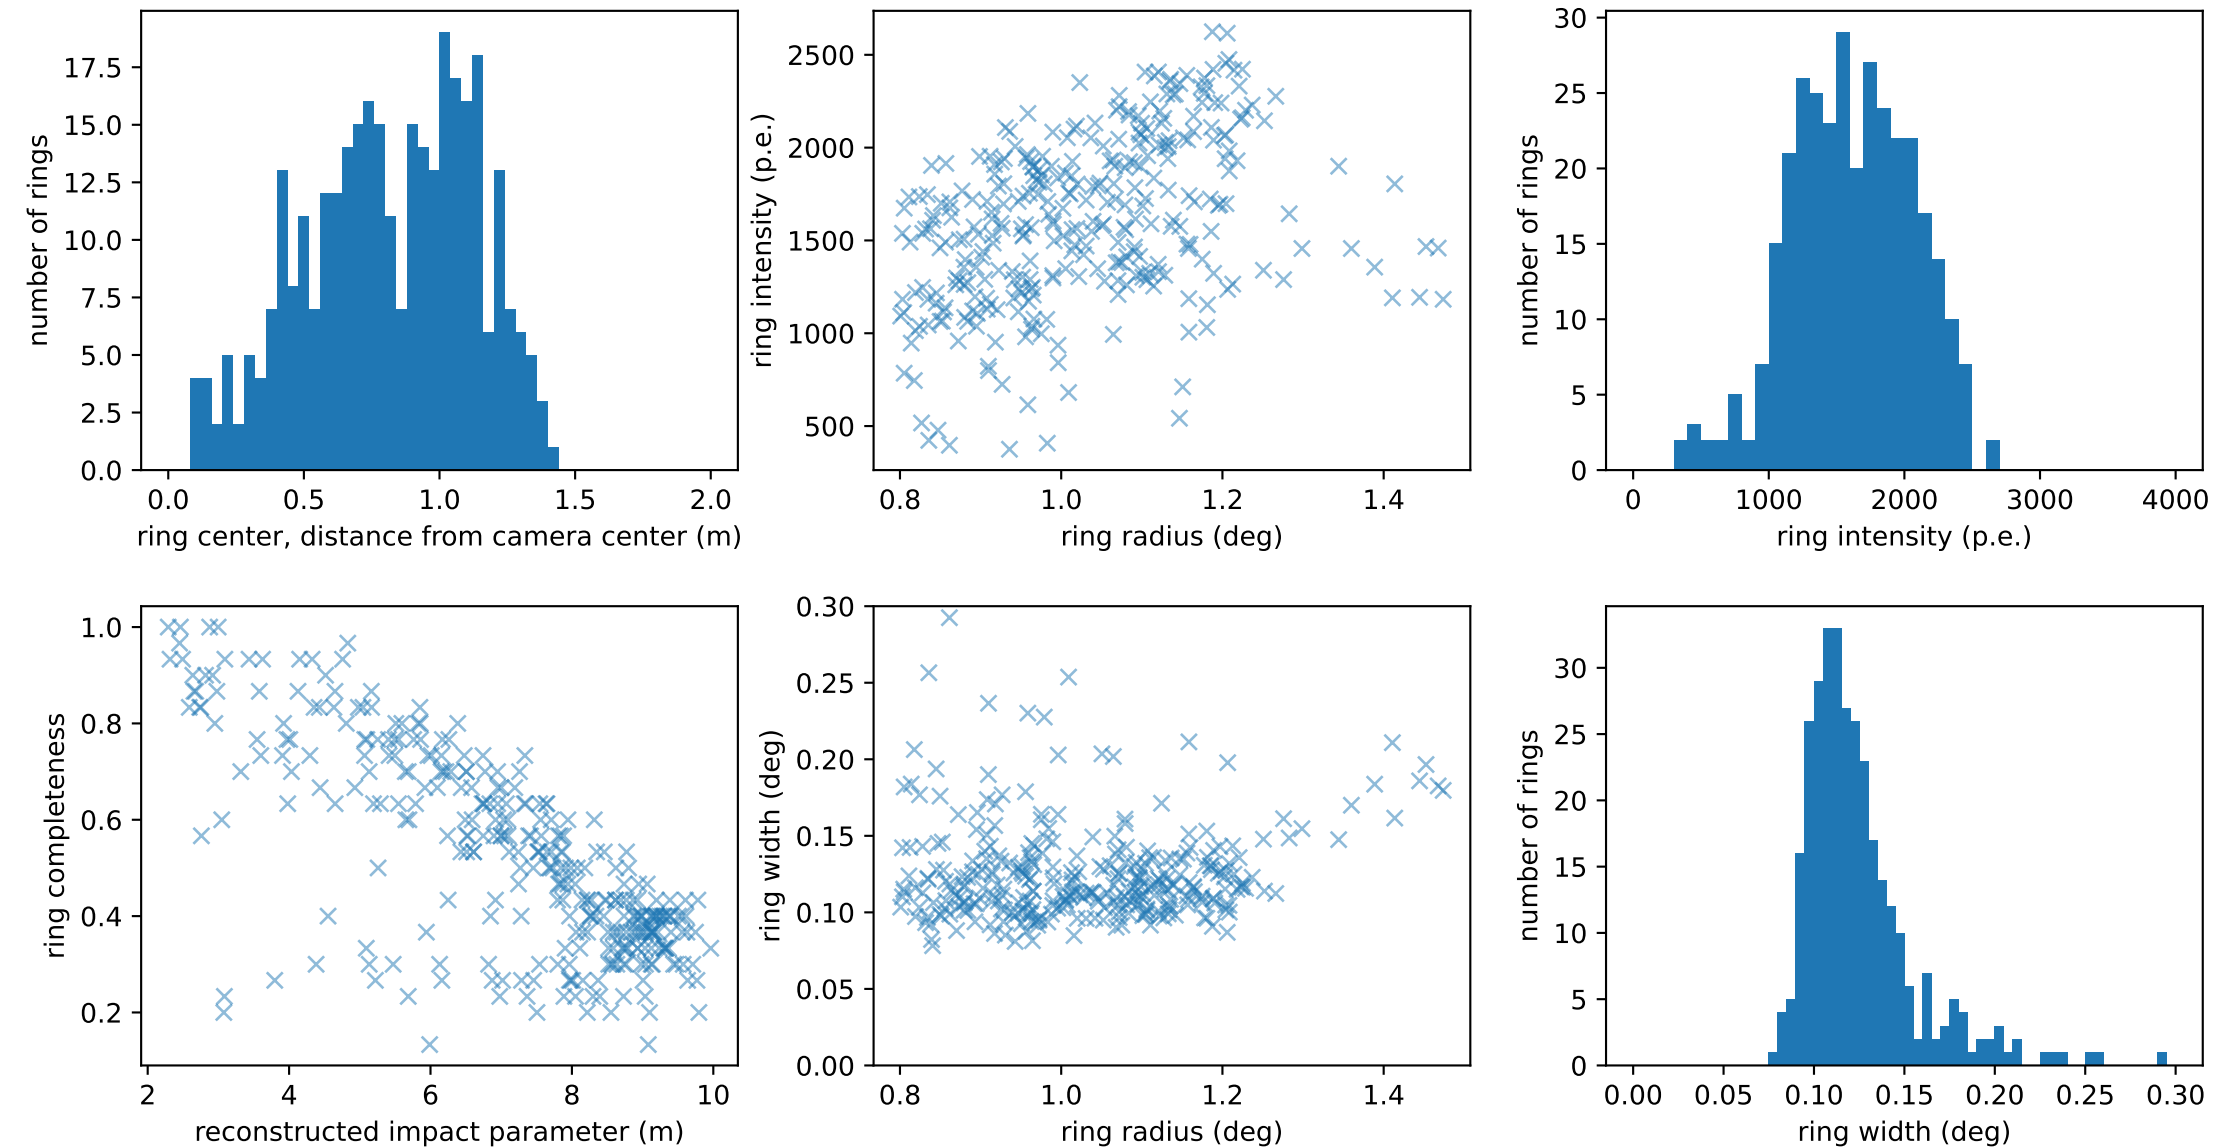 17.5
15.0
12.5
10.0
7.5
5.0
2.5
0.0
number of rings
0.0 0.5 1.0 1.5 2.0
ring center, distance from camera center (m)
2500
2000
1500
1000
500
ring intensity (p.e.)
0.8 1.0 1.2 1.4
ring radius (deg)
30
25
20
15
10
5
0
number of rings
0 1000 2000 3000 4000
ring intensity (p.e.)
1.0
0.8
0.6
0.4
0.2
ring completeness
2 4 6 8 10
reconstructed impact parameter (m)
0.30
0.25
0.20
0.15
0.10
0.05
0.00
ring width (deg)
0.8 1.0 1.2 1.4
ring radius (deg)
30
25
20
15
10
5
0
number of rings
0.00 0.05 0.10 0.15 0.20 0.25 0.30
ring width (deg)